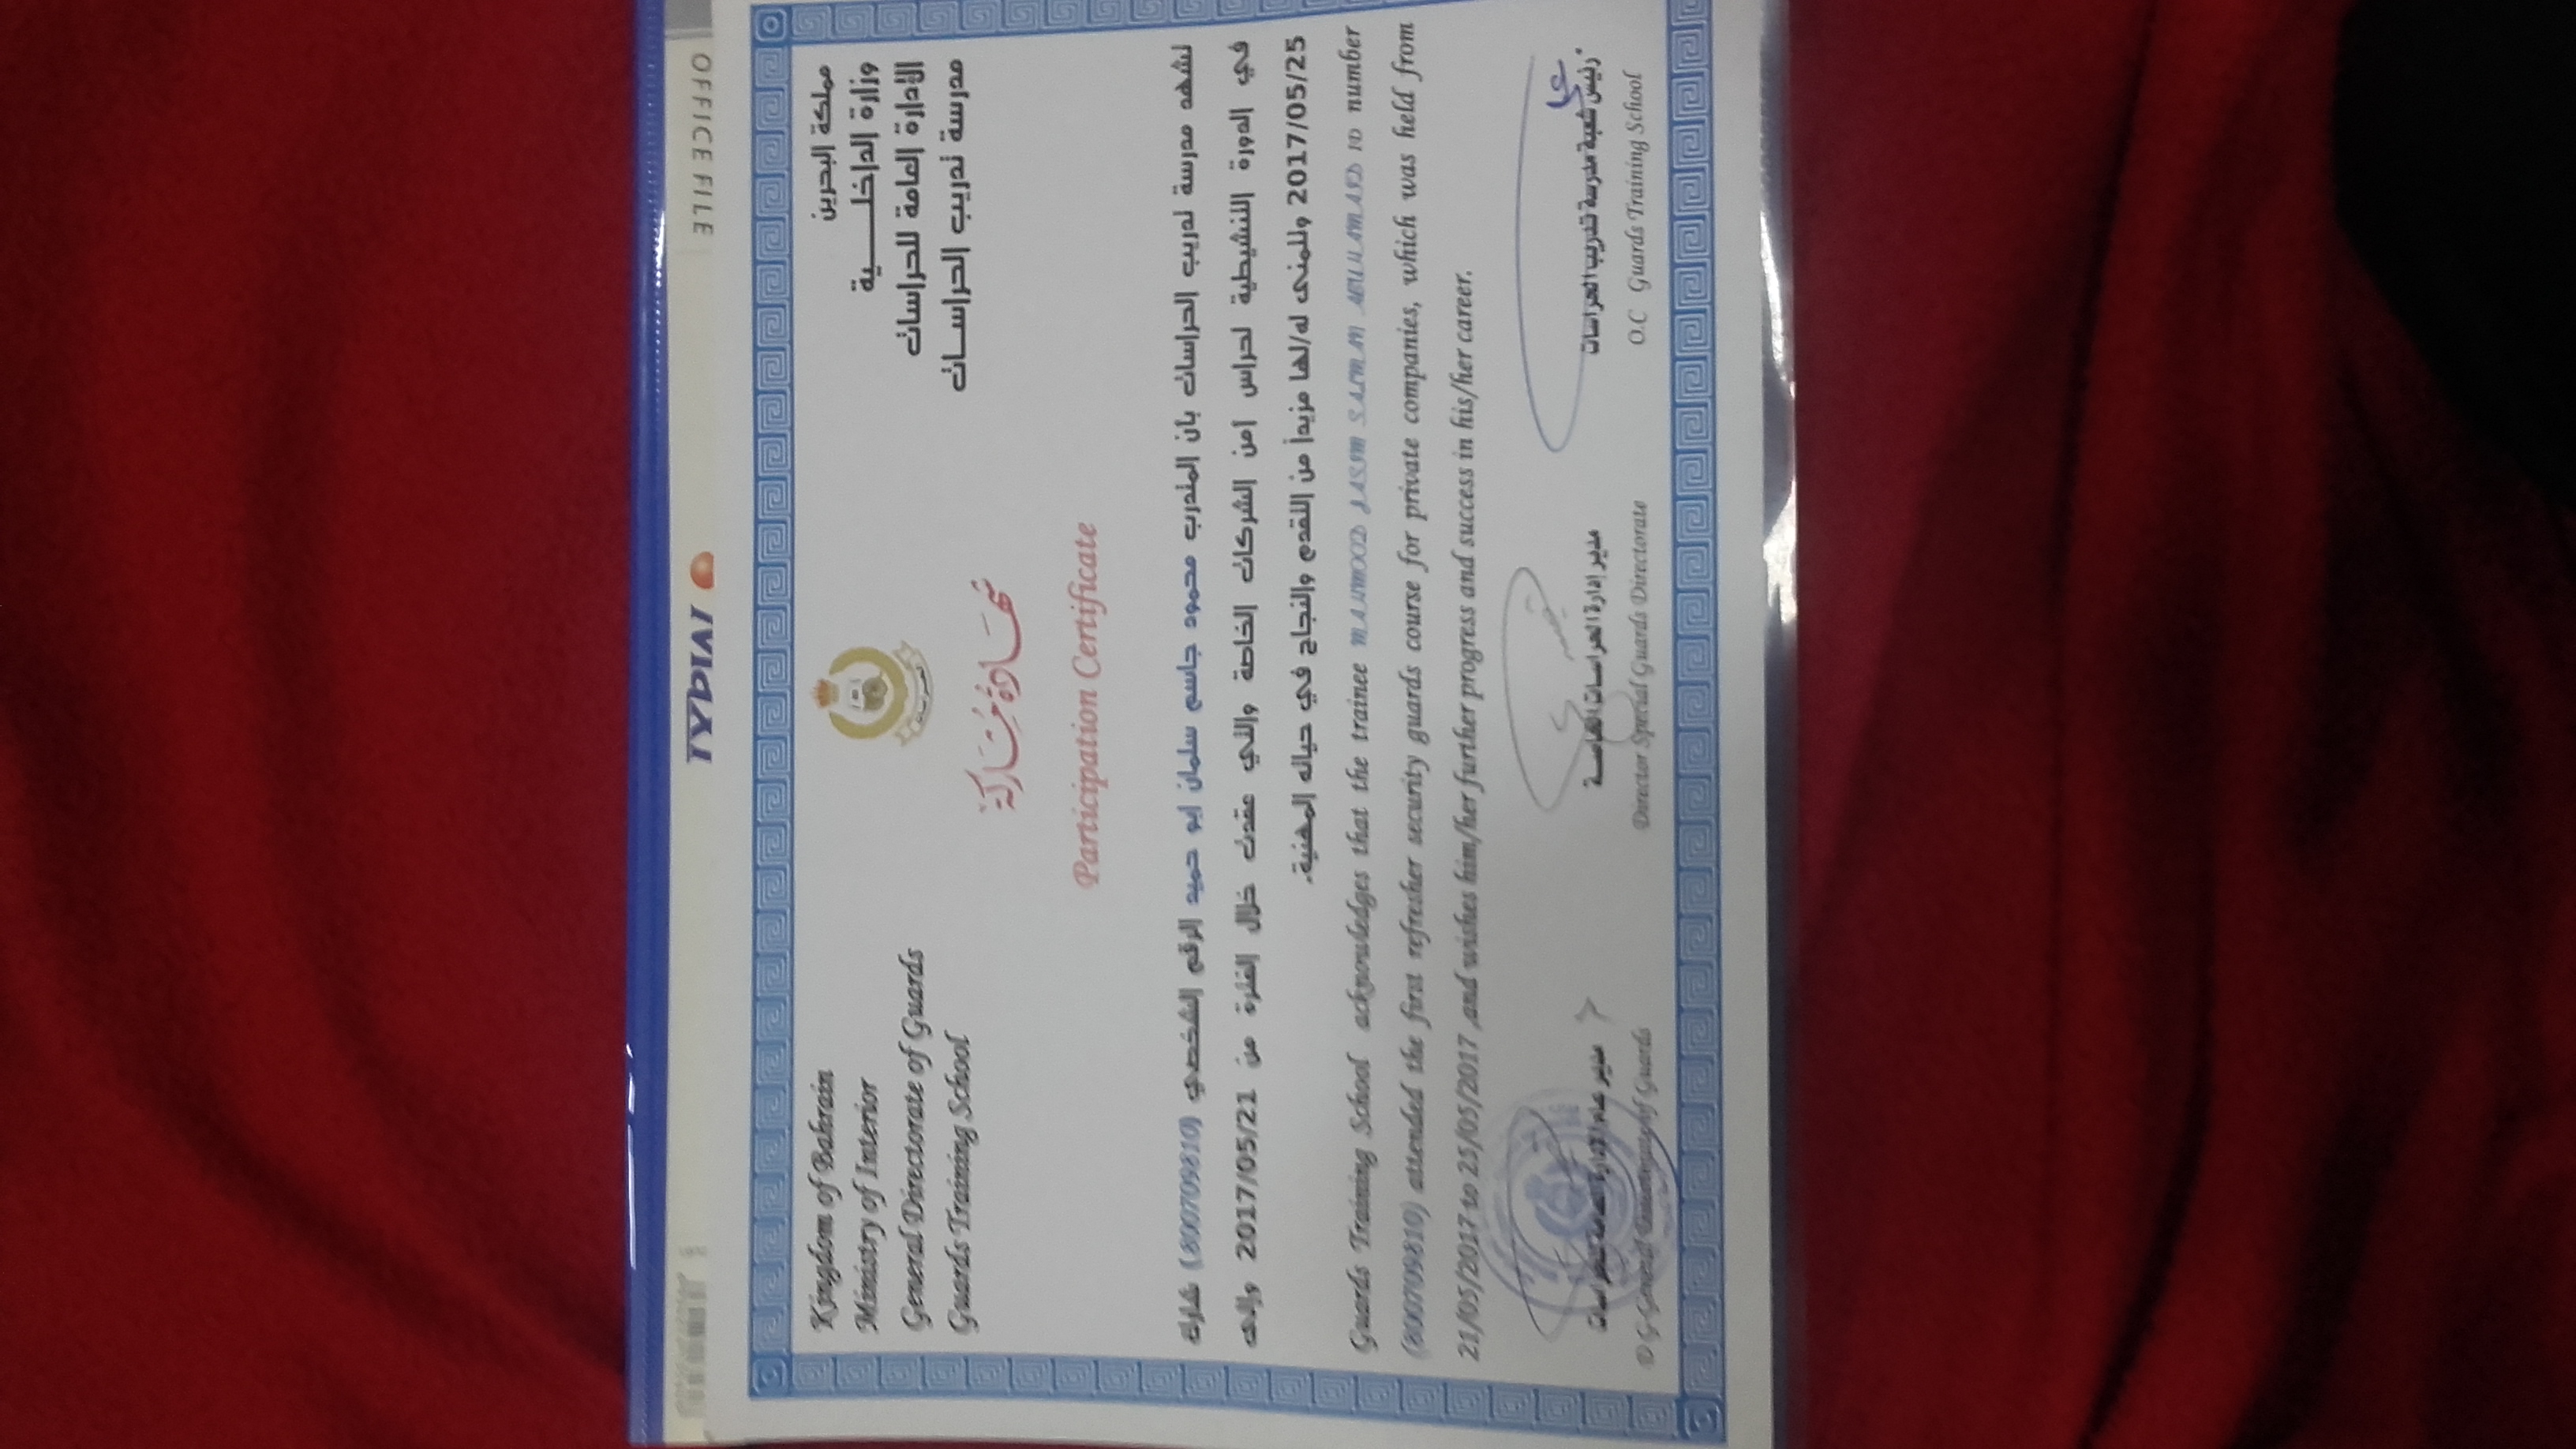 OFFICE FILE
Kingdom of Bahrain
Ministry of Interior
General Directorate of Guards
Guards Training School
مملكة البحرين
وزارة الداخلـــــية
الإدارة العامة للحراسات
مدرسة تدريب الحراســات
شهادة مشاركة
Participation Certificate
تشهد مدرسة تدريب الحراسات بأن المتدرب محمود جاسم سلمان ابو حميد الرقم الشخصي (800709810) شارك
في الدورة التنشيطية لحراس أمن الشركات الخاصة والتي عقدت خلال الفترة من 2017/05/21 وإلى
2017/05/25 ونتمنى له/لها مزيداً من التقدم والنجاح في حياته المهنية.
Guards Training School acknowledges that the trainee MAHMOOD JASSIM SALMAN ID number
(800709810) attended the first refresher security guards course for private companies, which was held from
21/05/2017 to 25/05/2017 ,and wishes him/her further progress and success in his/her career.
مدير عام الإدارة العامة للحراسات
D G General Directorate of Guards
مدير إدارة الحراسات الخاصــة
Director Special Guards Directorate
رئيس شعبة مدرسة تدريب الحراسات
O.C Guards Training School